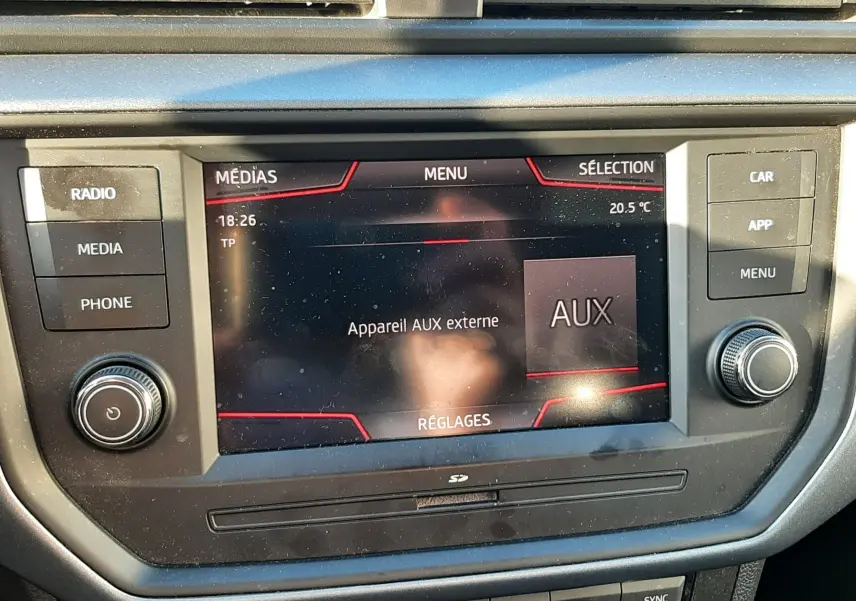 MÉDIAS
MENU
SÉLECTION
RADIO
CAR
18:26
20.5 °C
TP
APP
MEDIA
MENU
Appareil AUX externe
AUX
PHONE
RÉGLAGES
SD
SYNC